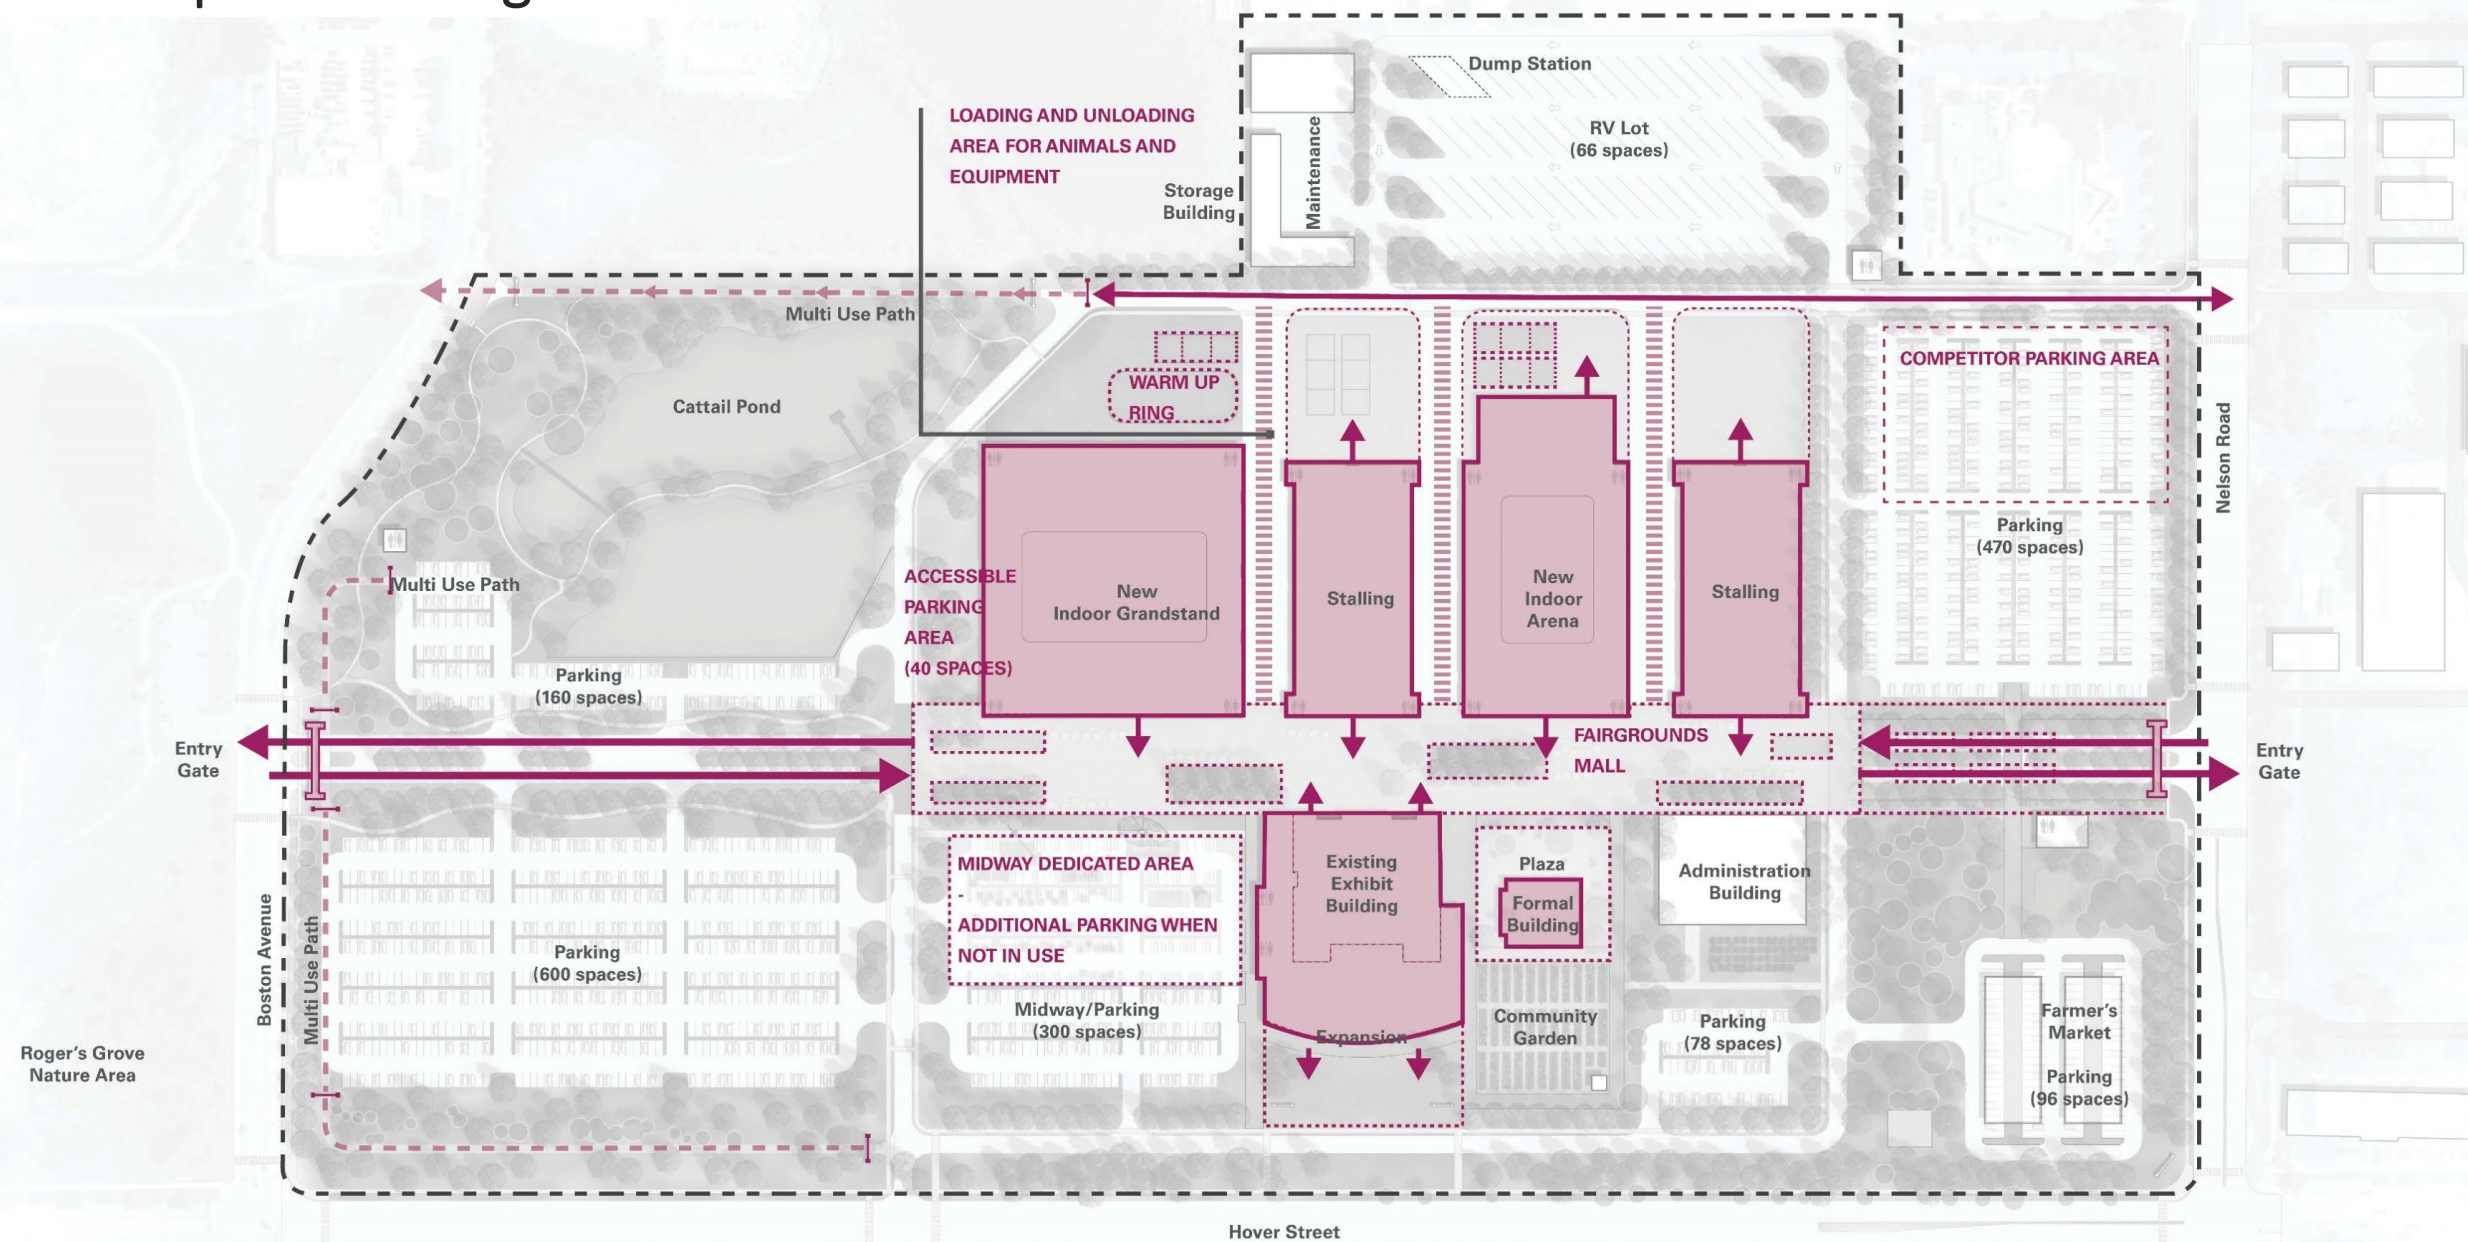 Dump Station
RV Lot
(66 spaces)
Maintenance
Storage
Building
LOADING AND UNLOADING
AREA FOR ANIMALS AND
EQUIPMENT
Multi Use Path
WARM UP
RING
COMPETITOR PARKING AREA
Cattail Pond
Nelson Road
Parking
(470 spaces)
Multi Use Path
ACCESSIBLE
PARKING
AREA
(40 SPACES)
New
Indoor Grandstand
Stalling
New
Indoor
Arena
Stalling
Parking
(160 spaces)
Entry
Gate
FAIRGROUNDS
MALL
Entry
Gate
MIDWAY DEDICATED AREA
-
ADDITIONAL PARKING WHEN
NOT IN USE
Existing
Exhibit
Building
Plaza
Formal
Building
Administration
Building
Boston Avenue
Multi Use Path
Parking
(600 spaces)
Midway/Parking
(300 spaces)
Expansion
Community
Garden
Parking
(78 spaces)
Farmer's
Market
Parking
(96 spaces)
Roger's Grove
Nature Area
Hover Street